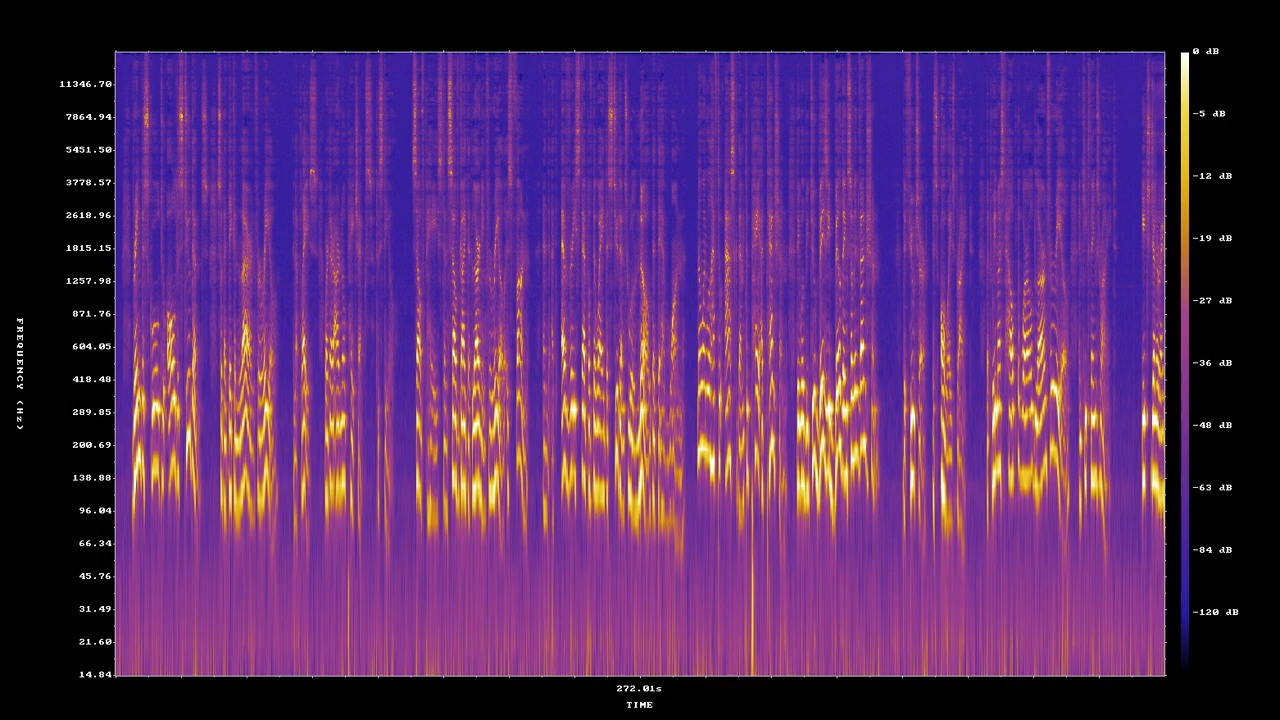 0 dB
11346.70
-5 dB
7864.94
5451.50
-12 dB
3778.57
2618.96
-19 dB
1815.15
1257.98
-27 dB
871.76
604.05
-36 dB
418.48
289.85
-48 dB
200.69
138.88
-63 dB
96.04
66.34
-84 dB
45.76
31.49
-120 dB
21.60
14.84
FREQUENCY (Hz)
272.01s
TIME